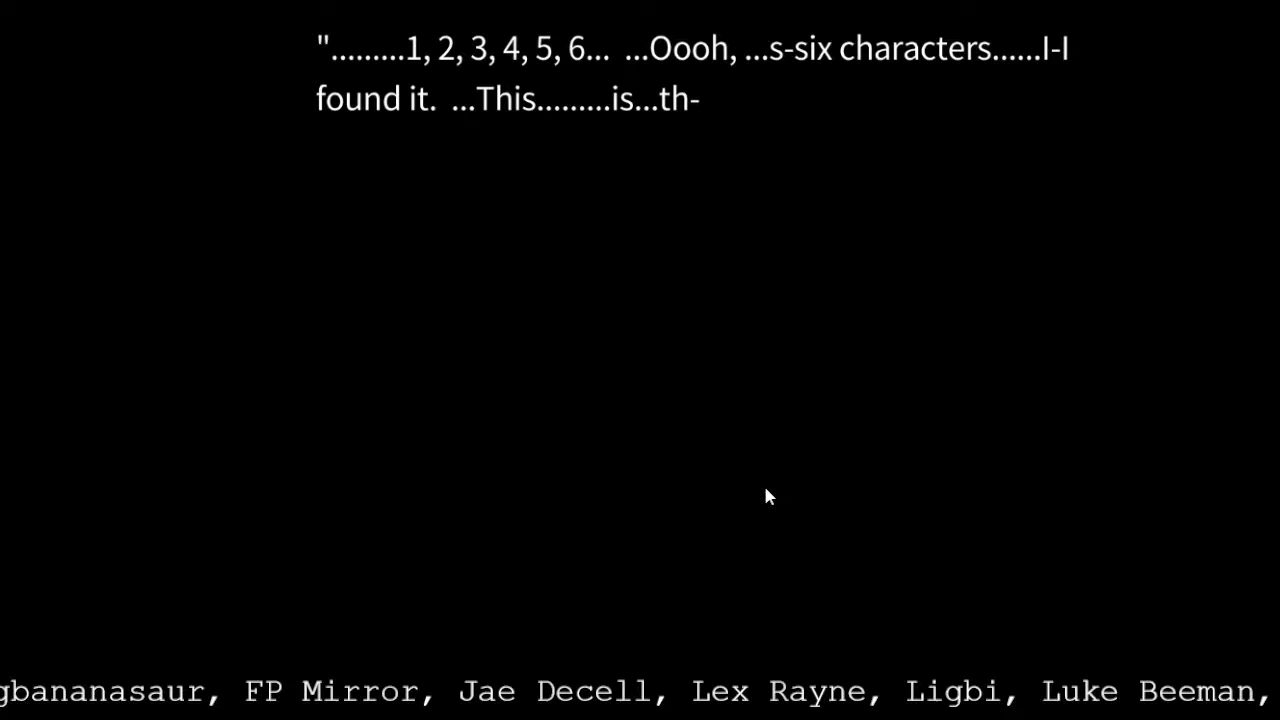 ".........1, 2, 3, 4, 5, 6...  ...Oooh, ...s-six characters......I-I
found it.  ...This.........is...th-
gbananasaur, FP Mirror, Jae Decell, Lex Rayne, Ligbi, Luke Beeman,